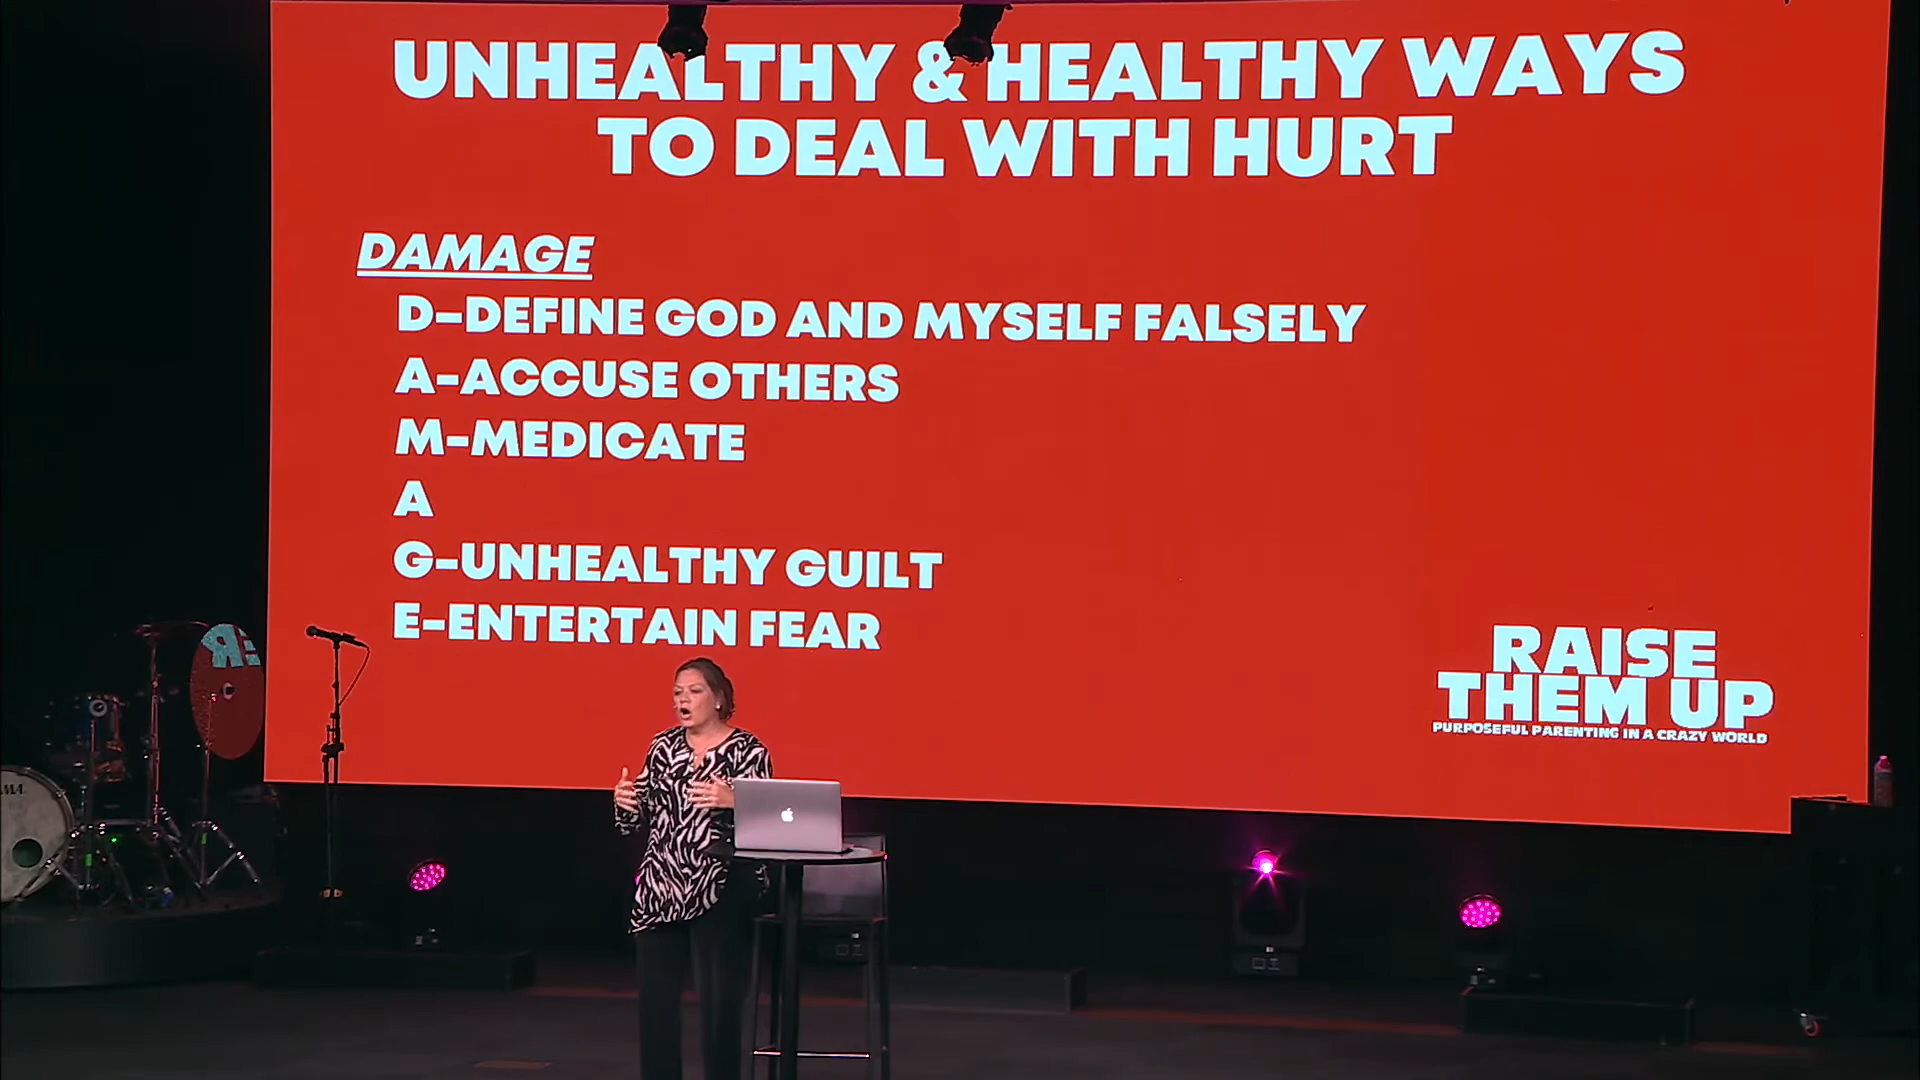 UNHEALTHY & HEALTHY WAYS
TO DEAL WITH HURT
DAMAGE
D–DEFINE GOD AND MYSELF FALSELY
A–ACCUSE OTHERS
M–MEDICATE
A
G–UNHEALTHY GUILT
E–ENTERTAIN FEAR
RAISE
THEM UP
PURPOSEFUL PARENTING IN A CRAZY WORLD